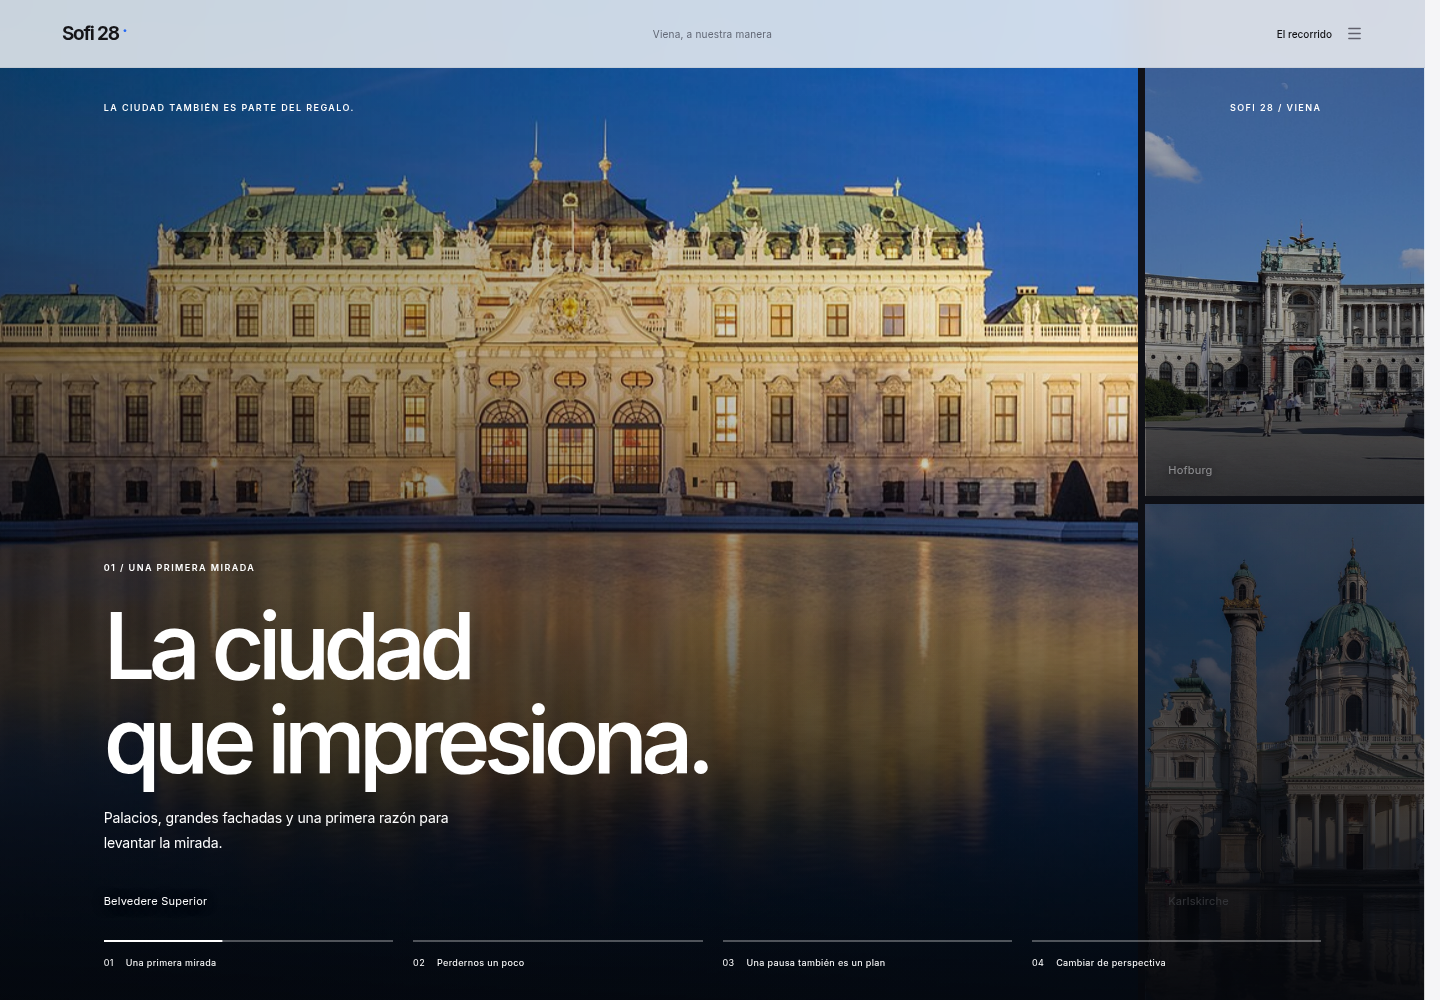 Sofi 28
Viena, a nuestra manera
El recorrido
LA CIUDAD TAMBIÉN ES PARTE DEL REGALO.
SOFI 28 / VIENA
Hofburg
01 / UNA PRIMERA MIRADA
La ciudad
que impresiona.
Palacios, grandes fachadas y una primera razón para
levantar la mirada.
Belvedere Superior
Karlskirche
01 Una primera mirada
02 Perdernos un poco
03 Una pausa también es un plan
04 Cambiar de perspectiva